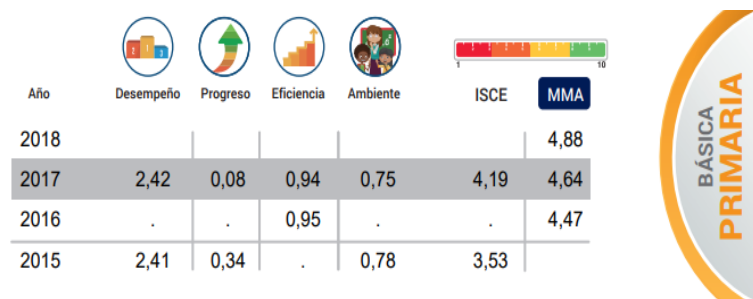 1 10
Año Desempeño Progreso Eficiencia Ambiente ISCE MMA
2018 4,88
2017 2,42 0,08 0,94 0,75 4,19 4,64
2016 . . 0,95 . . 4,47
2015 2,41 0,34 . 0,78 3,53
BÁSICA
PRIMARIA